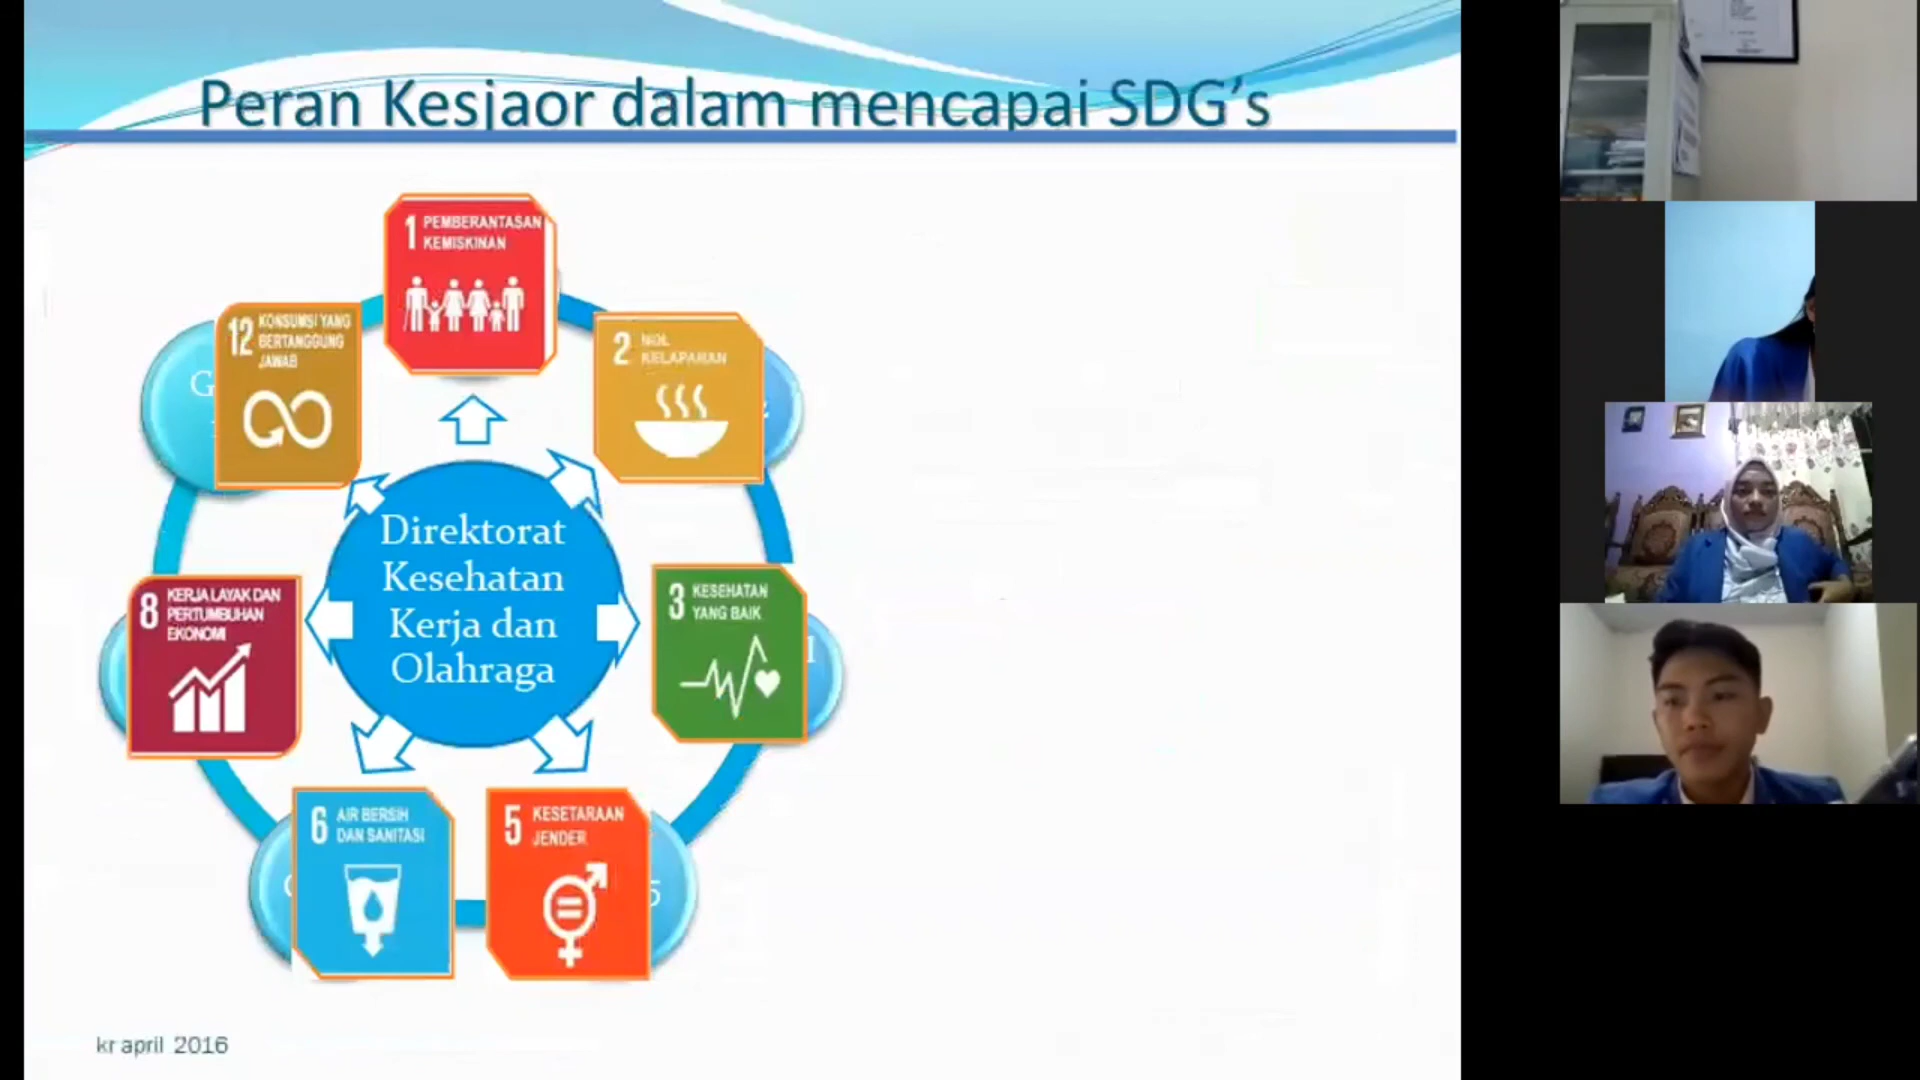 Peran Kesjaor dalam mencapai SDG's
1 PEMBERANTASAN
KEMISKINAN
2 NOL
KELAPARAN
3 KESEHATAN
YANG BAIK
5 KESETARAAN
JENDER
5
6 AIR BERSIH
DAN SANITASI
8 KERJA LAYAK DAN
PERTUMBUHAN
EKONOMI
12 KONSUMSI YANG
BERTANGGUNG
JAWAB
G
Direktorat
Kesehatan
Kerja dan
Olahraga
kr april 2016